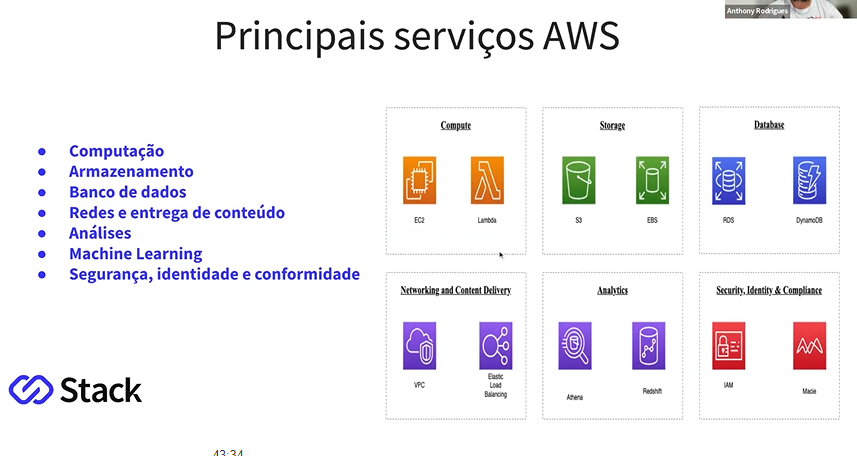 Anthony Rodrigues
Principais serviços AWS
Computação
Armazenamento
Banco de dados
Redes e entrega de conteúdo
Análises
Machine Learning
Segurança, identidade e conformidade
Compute
EC2
Lambda
Storage
S3
EBS
Database
RDS
DynamoDB
Networking and Content Delivery
VPC
Elastic
Load
Balancing
Analytics
Athena
Redshift
Security, Identity & Compliance
IAM
Macie
Stack
43:34